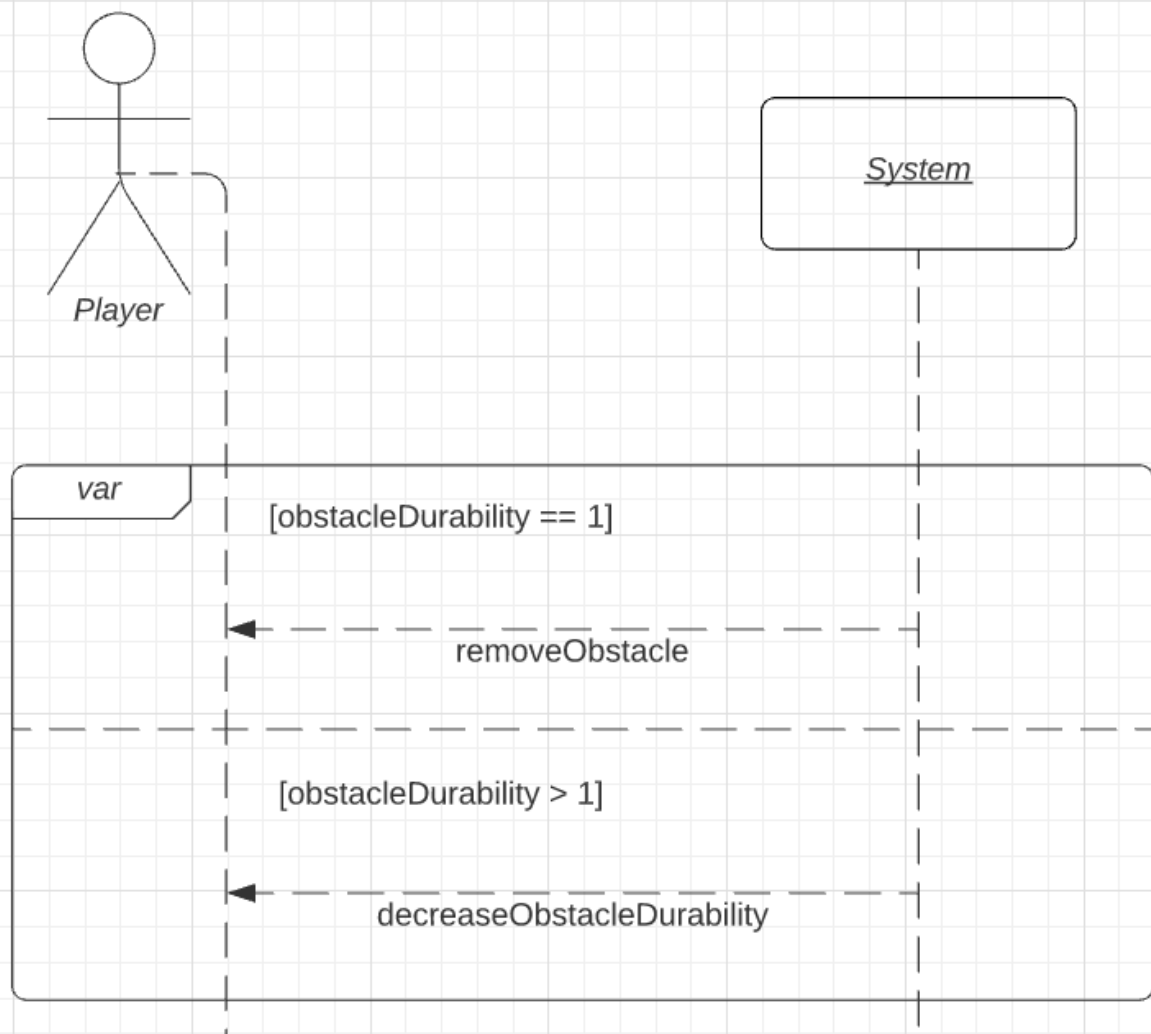 System
Player
var
[obstacleDurability == 1]
removeObstacle
[obstacleDurability > 1]
decreaseObstacleDurability